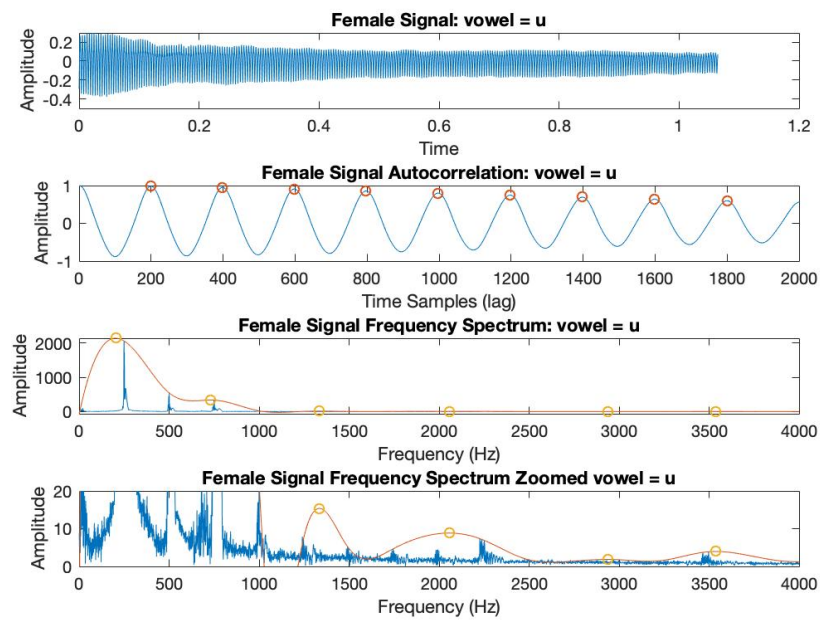 Female Signal: vowel = u
0.2
0
-0.2
-0.4
Amplitude
0 0.2 0.4 0.6 0.8 1 1.2
Time
Female Signal Autocorrelation: vowel = u
1
0
-1
Amplitude
200 400 600 800 1000 1200 1400 1600 1800 2000
Time Samples (lag)
Female Signal Frequency Spectrum: vowel = u
2000
1000
0
Amplitude
0 500 1000 1500 2000 2500 3000 3500 4000
Frequency (Hz)
Female Signal Frequency Spectrum Zoomed vowel = u
20
10
0
Amplitude
0 500 1000 1500 2000 2500 3000 3500 4000
Frequency (Hz)